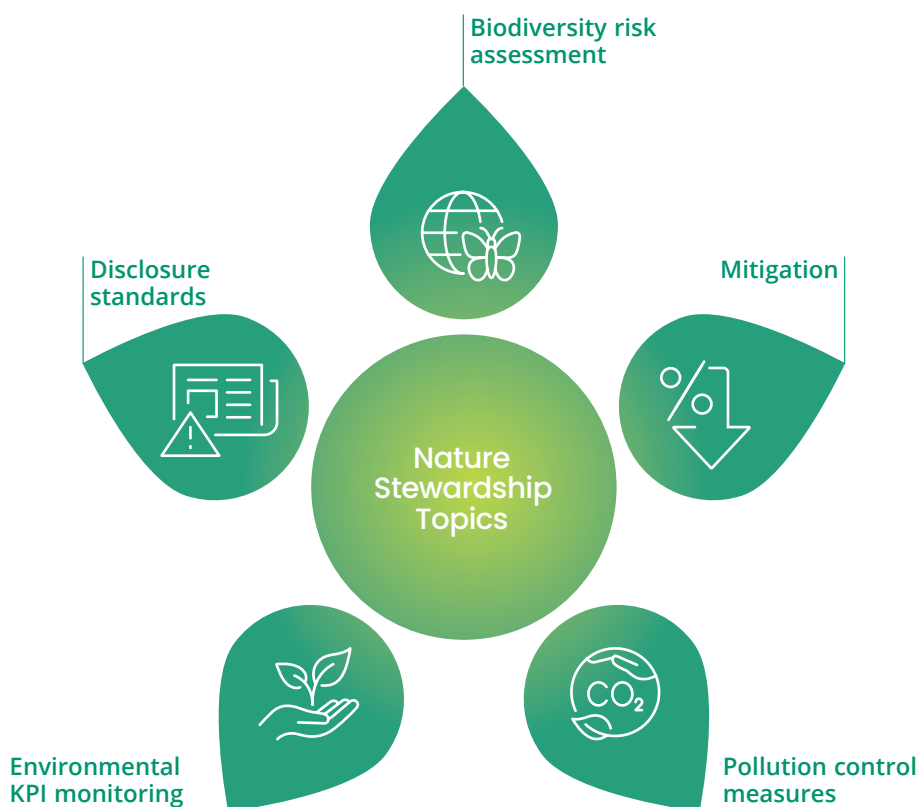 Biodiversity risk
assessment
Disclosure
standards
Mitigation
Nature
Stewardship
Topics
CO₂
Environmental
KPI monitoring
Pollution control
measures